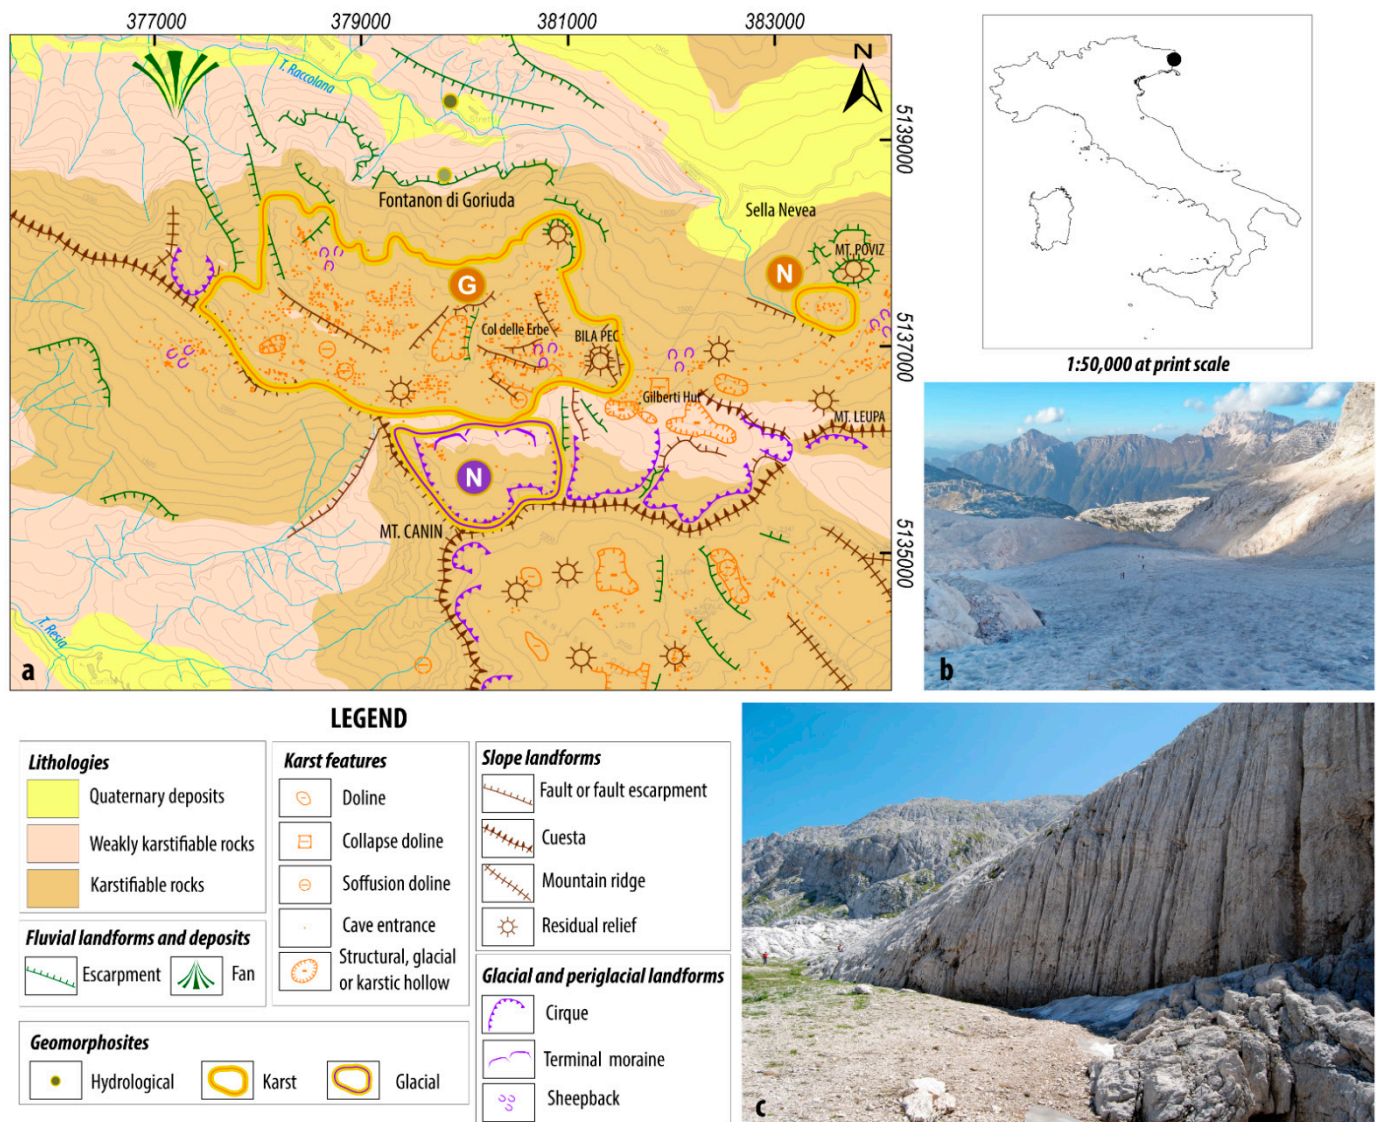 377000
379000
381000
383000
N
T. Raccolana
5139000
Fontanon di Goriuda
Sella Nevea
MT. POVIZ
G
N
Col delle Erbe
BILA PEC
5137000
Gilberti Hut
MT. LEUPA
N
MT. CANIN
5135000
T. Resia
a
1:50,000 at print scale
b
c
LEGEND
Lithologies
Quaternary deposits
Weakly karstifiable rocks
Karstifiable rocks
Fluvial landforms and deposits
Escarpment
Fan
Karst features
Doline
Collapse doline
Soffusion doline
Cave entrance
Structural, glacial
or karstic hollow
Slope landforms
Fault or fault escarpment
Cuesta
Mountain ridge
Residual relief
Glacial and periglacial landforms
Cirque
Terminal moraine
Sheepback
Geomorphosites
Hydrological
Karst
Glacial